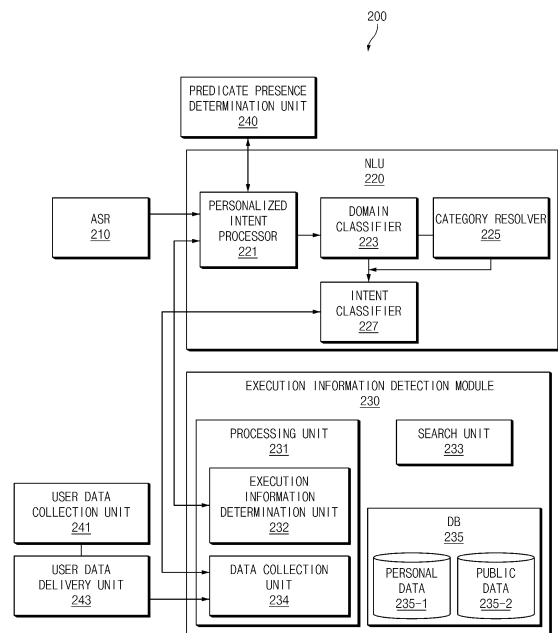 200
PREDICATE PRESENCE
DETERMINATION UNIT
240
NLU
220
ASR
210
PERSONALIZED
INTENT
PROCESSOR
221
DOMAIN
CLASSIFIER
223
CATEGORY RESOLVER
225
INTENT
CLASSIFIER
227
EXECUTION INFORMATION DETECTION MODULE
230
PROCESSING UNIT
231
SEARCH UNIT
233
EXECUTION
INFORMATION
DETERMINATION UNIT
232
USER DATA
COLLECTION UNIT
241
DB
235
USER DATA
DELIVERY UNIT
243
DATA COLLECTION
UNIT
234
PERSONAL
DATA
235-1
PUBLIC
DATA
235-2